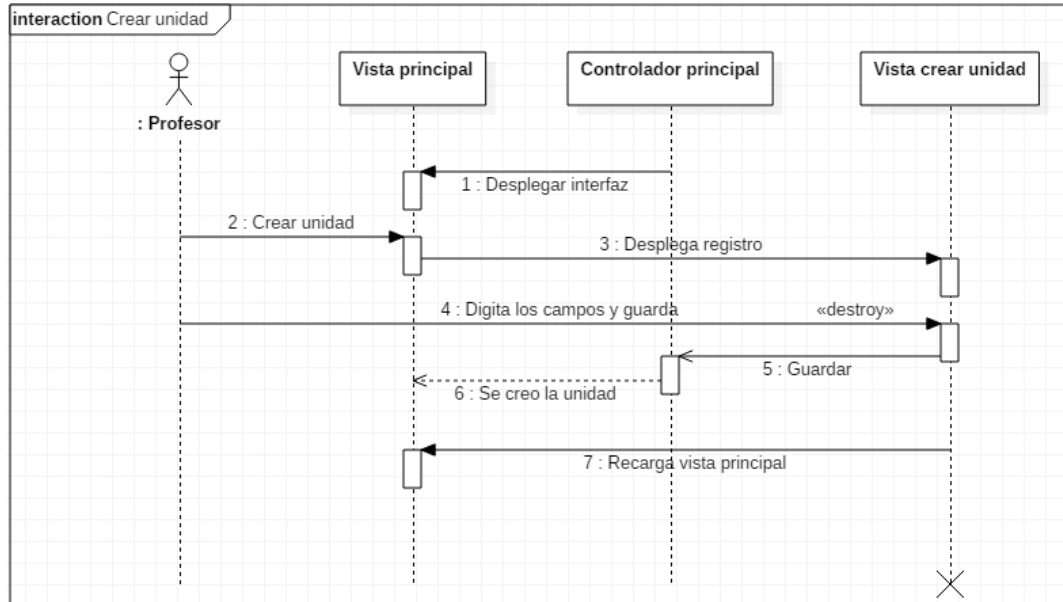 interaction Crear unidad
Vista principal
Controlador principal
Vista crear unidad
: Profesor
1 : Desplegar interfaz
2 : Crear unidad
3 : Desplega registro
4 : Digita los campos y guarda
«destroy»
5 : Guardar
6 : Se creo la unidad
7 : Recarga vista principal